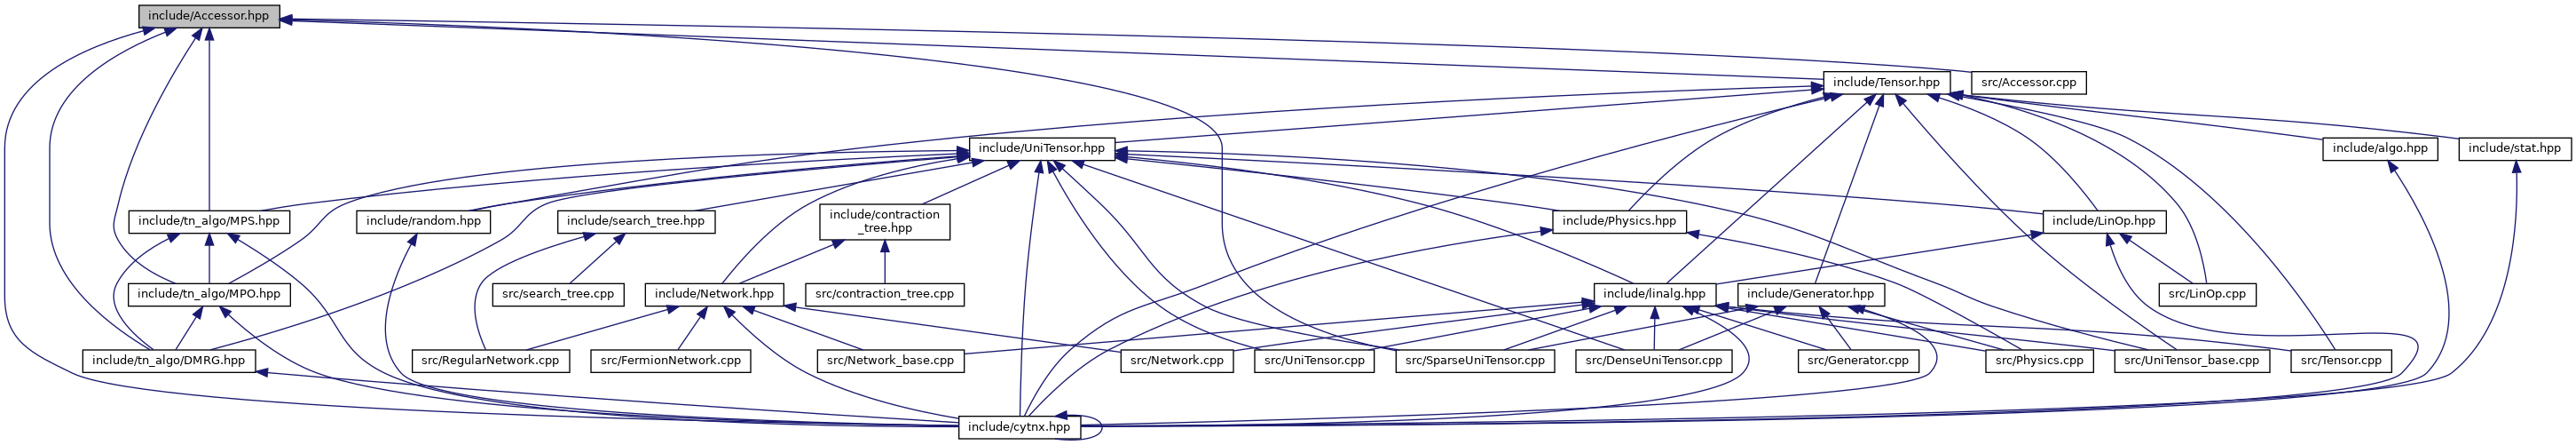 include/Accessor.hpp
include/Tensor.hpp
src/Accessor.cpp
include/UniTensor.hpp
include/algo.hpp
include/stat.hpp
include/tn_algo/MPS.hpp
include/random.hpp
include/search_tree.hpp
include/contraction
_tree.hpp
include/Physics.hpp
include/LinOp.hpp
include/tn_algo/MPO.hpp
src/search_tree.cpp
include/Network.hpp
src/contraction_tree.cpp
include/linalg.hpp
include/Generator.hpp
src/LinOp.cpp
include/tn_algo/DMRG.hpp
src/RegularNetwork.cpp
src/FermionNetwork.cpp
src/Network_base.cpp
src/Network.cpp
src/UniTensor.cpp
src/SparseUniTensor.cpp
src/DenseUniTensor.cpp
src/Generator.cpp
src/Physics.cpp
src/UniTensor_base.cpp
src/Tensor.cpp
include/cytnx.hpp